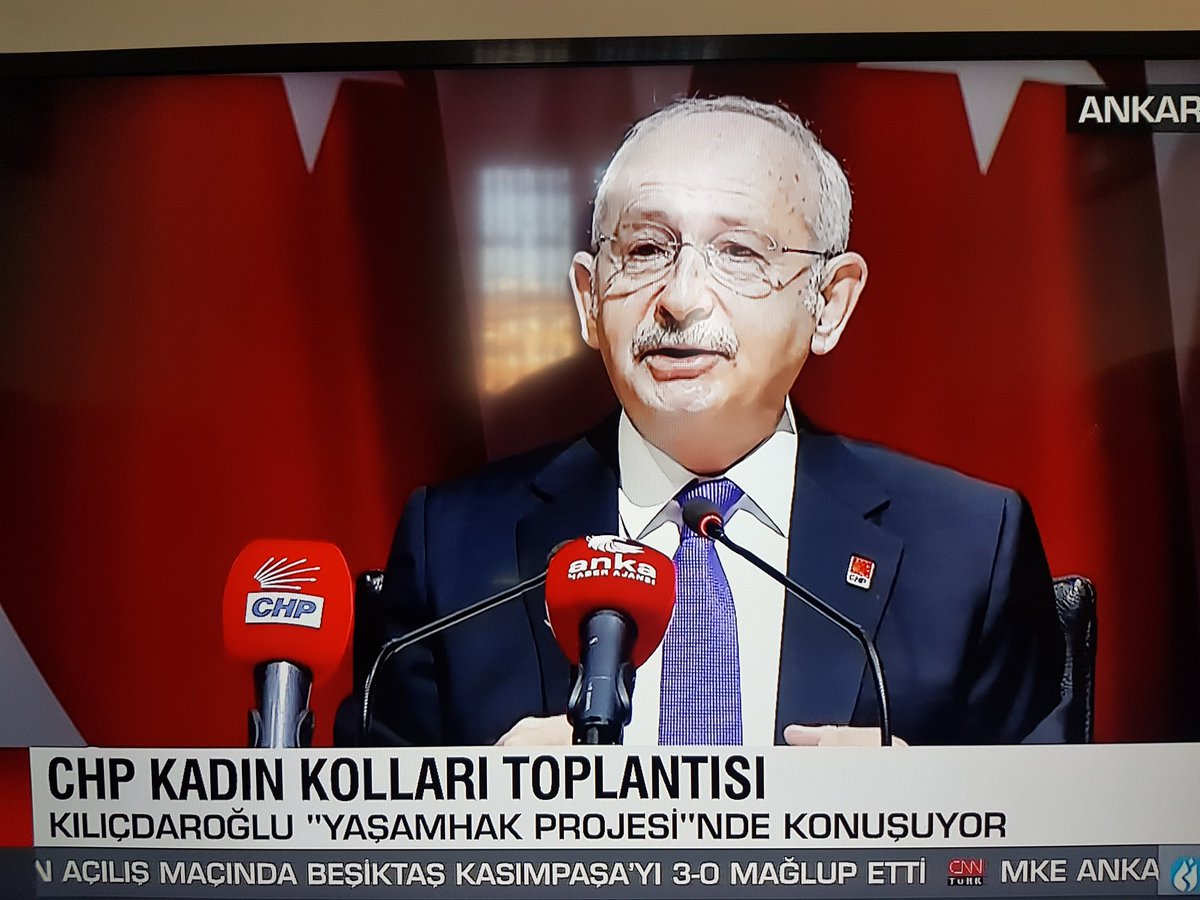 ANKAR
CHP
anka
HABER AJANSI
CHP
CHP KADIN KOLLARI TOPLANTISI
KILIÇDAROĞLU "YAŞAMHAK PROJESİ"NDE KONUŞUYOR
N AÇILIŞ MAÇINDA BEŞİKTAŞ KASIMPAŞA'YI 3-0 MAĞLUP ETTİ CNN TÜRK MKE ANKA